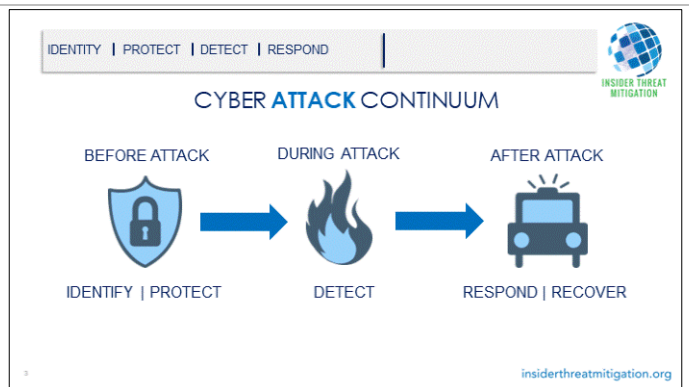 IDENTITY | PROTECT | DETECT | RESPOND
INSIDER THREAT
MITIGATION
CYBER ATTACK CONTINUUM
BEFORE ATTACK
DURING ATTACK
AFTER ATTACK
IDENTIFY | PROTECT
DETECT
RESPOND | RECOVER
3
insiderthreatmitigation.org